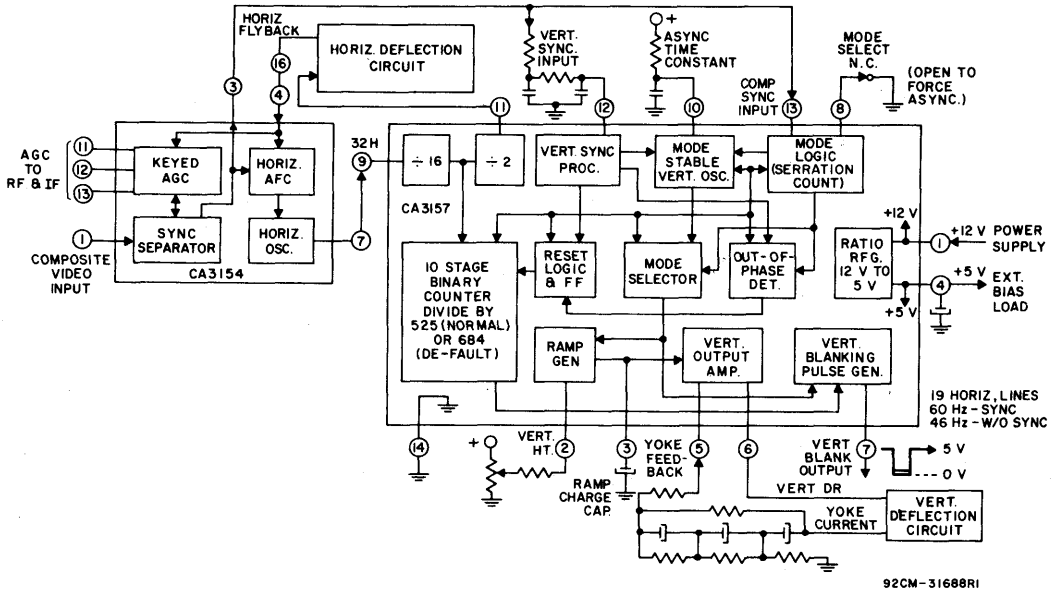 HORIZ
FLYBACK
HORIZ. DEFLECTION
CIRCUIT
VERT.
SYNC.
INPUT
+
ASYNC
TIME
CONSTANT
MODE
SELECT
N.C.
(OPEN TO
FORCE
ASYNC.)
COMP
SYNC
INPUT
3
16
4
11
12
10
13
8
AGC
TO
RF & IF
11
12
13
KEYED
AGC
HORIZ.
AFC
SYNC
SEPARATOR
HORIZ.
OSC.
1
COMPOSITE
VIDEO
INPUT
CA3154
7
32H
9
÷ 16
÷ 2
CA3157
VERT. SYNC
PROC.
MODE
STABLE
VERT. OSC.
MODE
LOGIC
(SERRATION
COUNT)
10 STAGE
BINARY
COUNTER
DIVIDE BY
525 (NORMAL)
OR 684
(DE-FAULT)
RESET
LOGIC
& FF
MODE
SELECTOR
OUT-OF-
PHASE
DET.
RATIO
RFG.
12 V TO
5 V
+12 V
1
+12 V POWER
SUPPLY
+5 V
4
+5 V
EXT.
BIAS
LOAD
RAMP
GEN
VERT.
OUTPUT
AMP.
VERT.
BLANKING
PULSE GEN.
19 HORIZ, LINES
60 Hz - SYNC
46 Hz - W/O SYNC
14
+
VERT.
HT.
2
3
RAMP
CHARGE
CAP.
YOKE
FEED-
BACK
5
6
VERT
BLANK
OUTPUT
7
5 V
0 V
VERT DR
YOKE
CURRENT
VERT.
DEFLECTION
CIRCUIT
92CM-31688R1